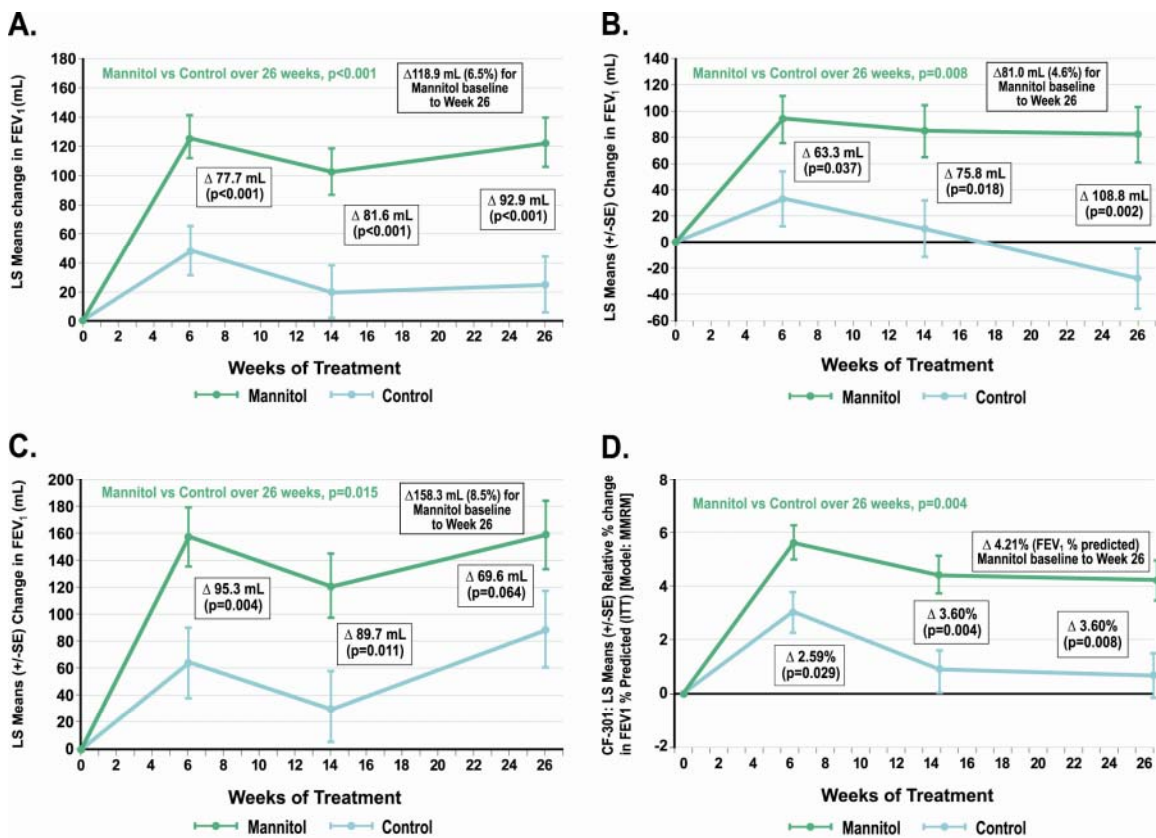 A.
LS Means change in FEV₁ (mL)
180
160
140
120
100
80
60
40
20
0
Mannitol vs Control over 26 weeks, p<0.001
Δ118.9 mL (6.5%) for
Mannitol baseline
to Week 26
Δ 77.7 mL
(p<0.001)
Δ 81.6 mL
(p<0.001)
Δ 92.9 mL
(p<0.001)
0 2 4 6 8 10 12 14 16 18 20 22 24 26
Weeks of Treatment
Mannitol Control
B.
LS Means (+/-SE) Change in FEV₁ (mL)
140
120
100
80
60
40
20
0
-20
-40
-60
Mannitol vs Control over 26 weeks, p=0.008
Δ81.0 mL (4.6%) for
Mannitol baseline
to Week 26
Δ 63.3 mL
(p=0.037)
Δ 75.8 mL
(p=0.018)
Δ 108.8 mL
(p=0.002)
0 2 4 6 8 10 12 14 16 18 20 22 24 26
Weeks of Treatment
Mannitol Control
C.
LS Means (+/-SE) Change in FEV₁ (mL)
200
180
160
140
120
100
80
60
40
20
0
Mannitol vs Control over 26 weeks, p=0.015
Δ158.3 mL (8.5%) for
Mannitol baseline
to Week 26
Δ 95.3 mL
(p=0.004)
Δ 89.7 mL
(p=0.011)
Δ 69.6 mL
(p=0.064)
0 2 4 6 8 10 12 14 16 18 20 22 24 26
Weeks of Treatment
Mannitol Control
D.
CF-301: LS Means (+/-SE) Relative % change
in FEV1 % Predicted (ITT) [Model: MMRM]
8
6
4
2
0
-2
Mannitol vs Control over 26 weeks, p=0.004
Δ 4.21% (FEV₁ % predicted)
Mannitol baseline to Week 26
Δ 2.59%
(p=0.029)
Δ 3.60%
(p=0.004)
Δ 3.60%
(p=0.008)
0 2 4 6 8 10 12 14 16 18 20 22 24 26
Weeks of Treatment
Mannitol Control